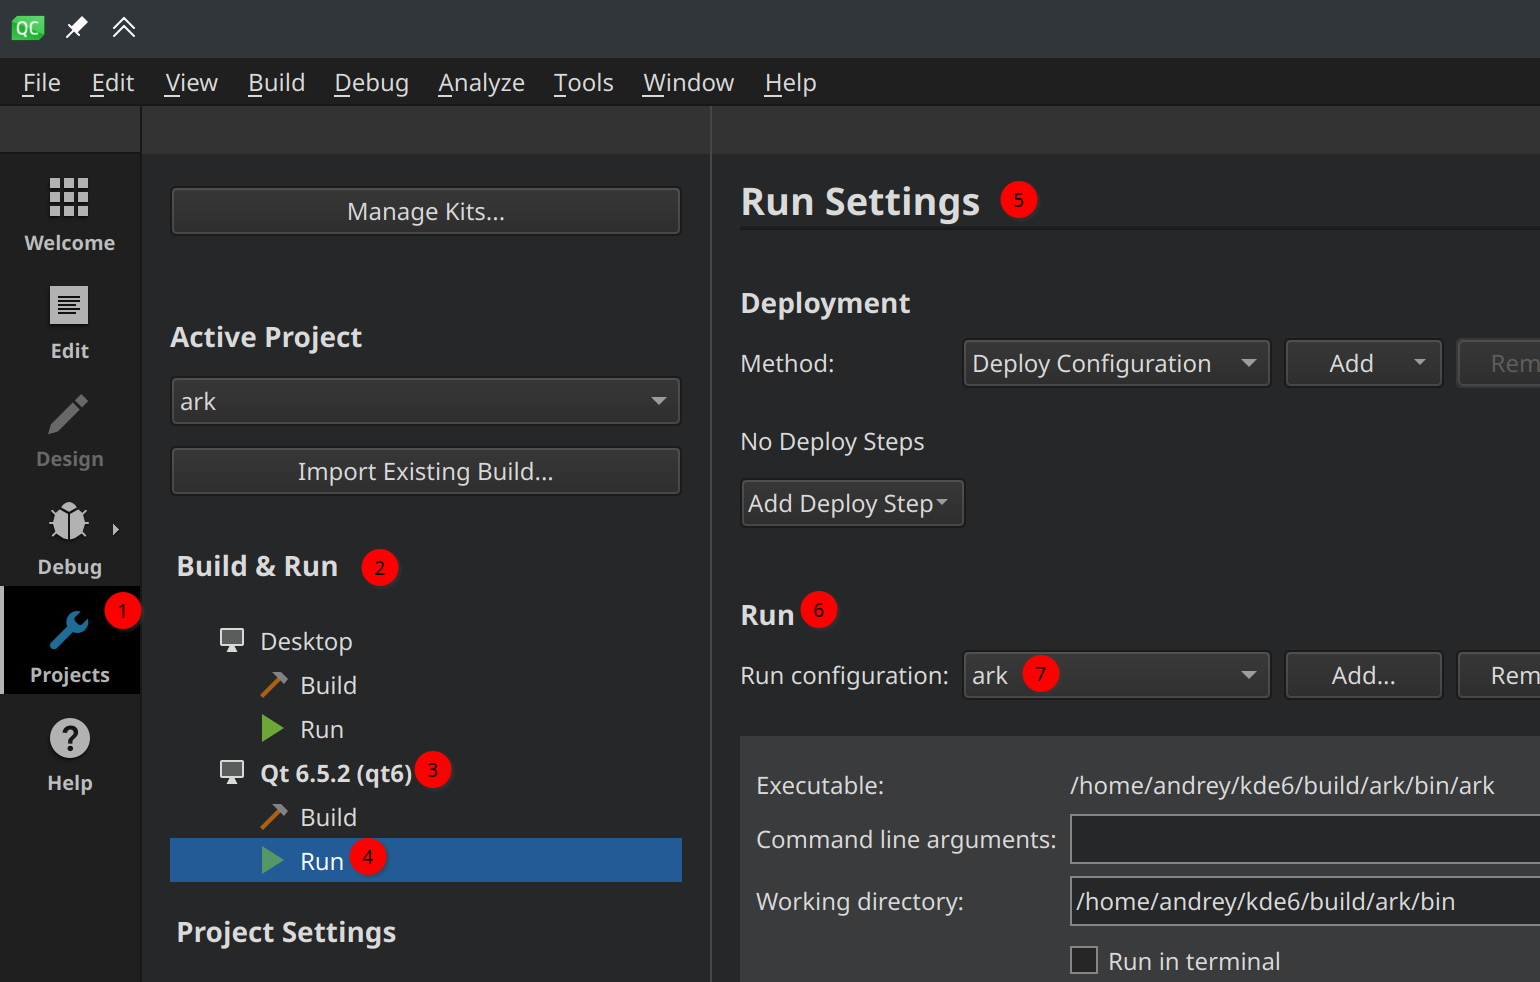 QC
File Edit View Build Debug Analyze Tools Window Help
Welcome
Edit
Design
Debug
1
Projects
Help
Manage Kits...
Active Project
ark
Import Existing Build...
Build & Run 2
Desktop
Build
Run
Qt 6.5.2 (qt6) 3
Build
Run 4
Project Settings
Run Settings 5
Deployment
Method: Deploy Configuration Add Rem
No Deploy Steps
Add Deploy Step
Run 6
Run configuration: ark 7 Add... Rem
Executable: /home/andrey/kde6/build/ark/bin/ark
Command line arguments:
Working directory: /home/andrey/kde6/build/ark/bin
Run in terminal